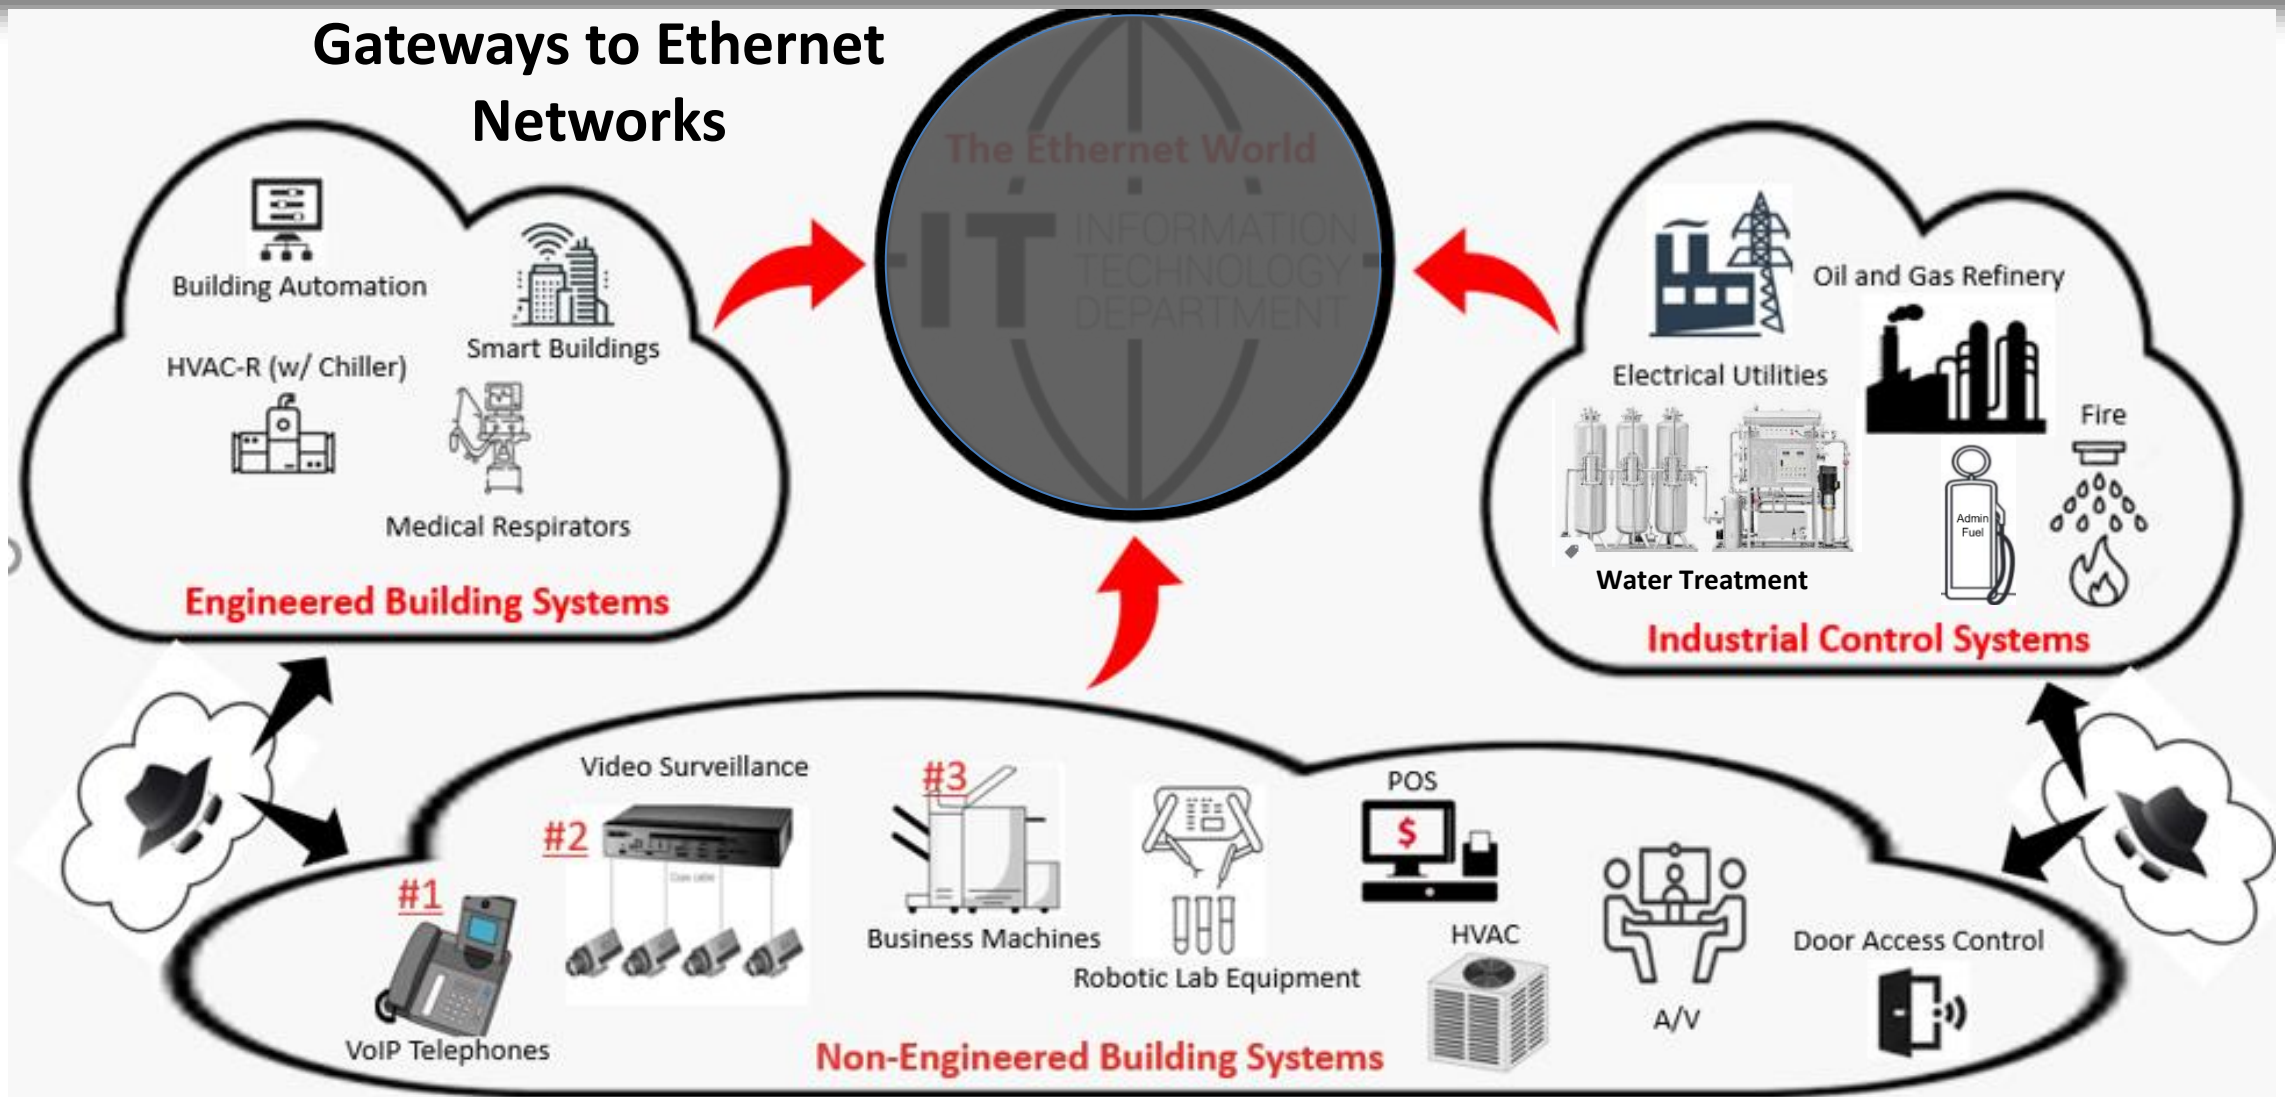 Gateways to Ethernet
Networks
The Ethernet World
IT
INFORMATION
TECHNOLOGY
DEPARTMENT
Building Automation
Smart Buildings
HVAC-R (w/ Chiller)
Medical Respirators
Engineered Building Systems
Oil and Gas Refinery
Electrical Utilities
Fire
Admin
Fuel
Water Treatment
Industrial Control Systems
Video Surveillance
#2
#3
POS
$
#1
Business Machines
HVAC
Door Access Control
Robotic Lab Equipment
A/V
VoIP Telephones
Non-Engineered Building Systems